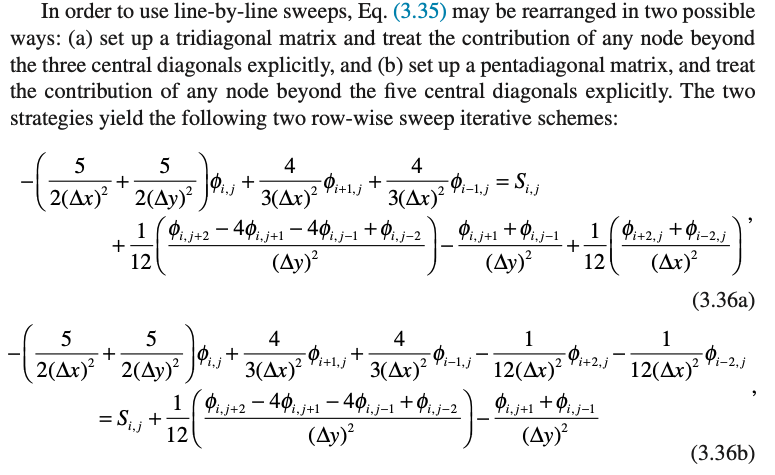 In order to use line-by-line sweeps, Eq. (3.35) may be rearranged in two possible
ways: (a) set up a tridiagonal matrix and treat the contribution of any node beyond
the three central diagonals explicitly, and (b) set up a pentadiagonal matrix, and treat
the contribution of any node beyond the five central diagonals explicitly. The two
strategies yield the following two row-wise sweep iterative schemes:
$-\left(\frac{5}{2(\Delta x)^2}+\frac{5}{2(\Delta y)^2}\right)\phi_{i,j}+\frac{4}{3(\Delta x)^2}\phi_{i+1,j}+\frac{4}{3(\Delta x)^2}\phi_{i-1,j}=S_{i,j}$
$+\frac{1}{12}\left(\frac{\phi_{i,j+2}-4\phi_{i,j+1}-4\phi_{i,j-1}+\phi_{i,j-2}}{(\Delta y)^2}\right)-\frac{\phi_{i,j+1}+\phi_{i,j-1}}{(\Delta y)^2}+\frac{1}{12}\left(\frac{\phi_{i+2,j}+\phi_{i-2,j}}{(\Delta x)^2}\right)$,
(3.36a)
$-\left(\frac{5}{2(\Delta x)^2}+\frac{5}{2(\Delta y)^2}\right)\phi_{i,j}+\frac{4}{3(\Delta x)^2}\phi_{i+1,j}+\frac{4}{3(\Delta x)^2}\phi_{i-1,j}-\frac{1}{12(\Delta x)^2}\phi_{i+2,j}-\frac{1}{12(\Delta x)^2}\phi_{i-2,j}$
$=S_{i,j}+\frac{1}{12}\left(\frac{\phi_{i,j+2}-4\phi_{i,j+1}-4\phi_{i,j-1}+\phi_{i,j-2}}{(\Delta y)^2}\right)-\frac{\phi_{i,j+1}+\phi_{i,j-1}}{(\Delta y)^2}$,
(3.36b)